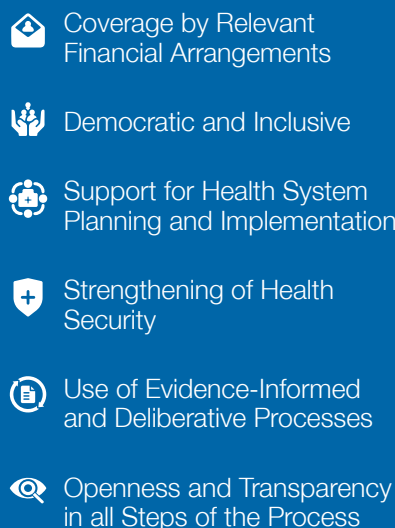 Coverage by Relevant
Financial Arrangements
Democratic and Inclusive
Support for Health System
Planning and Implementation
Strengthening of Health
Security
Use of Evidence-Informed
and Deliberative Processes
Openness and Transparency
in all Steps of the Process